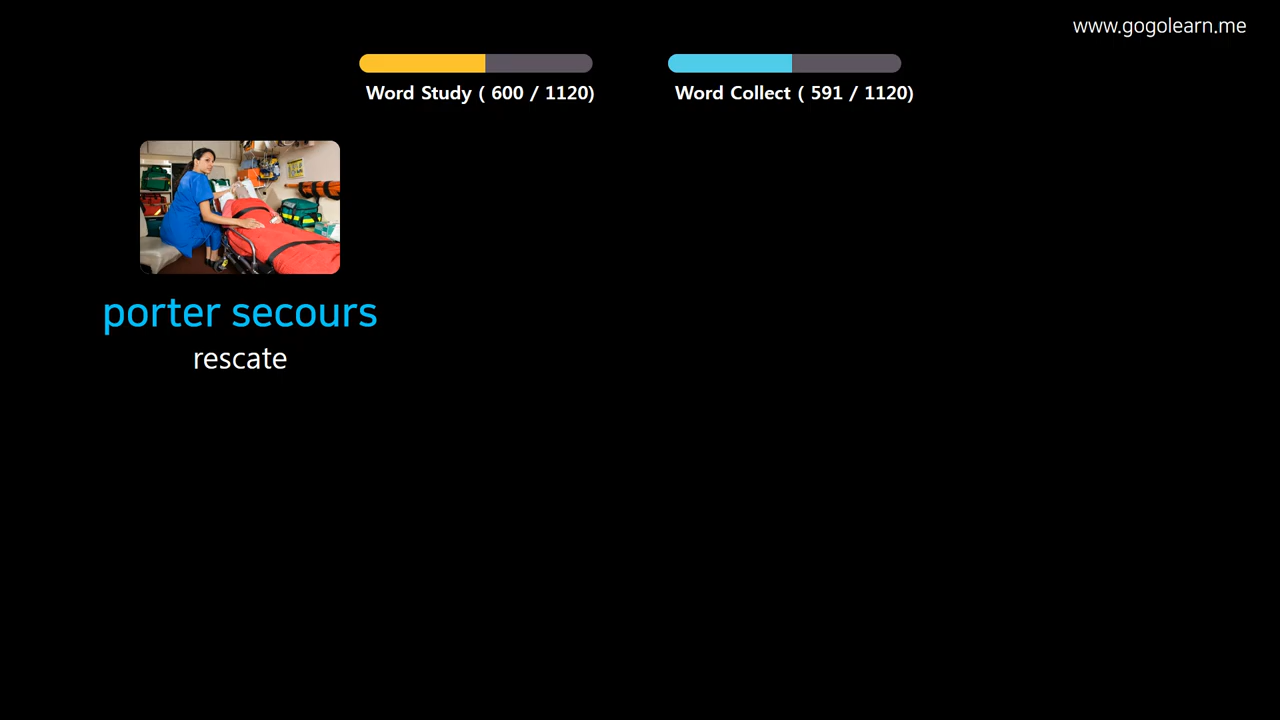 www.gogolearn.me
Word Study ( 600 / 1120)
Word Collect ( 591 / 1120)
porter secours
rescate